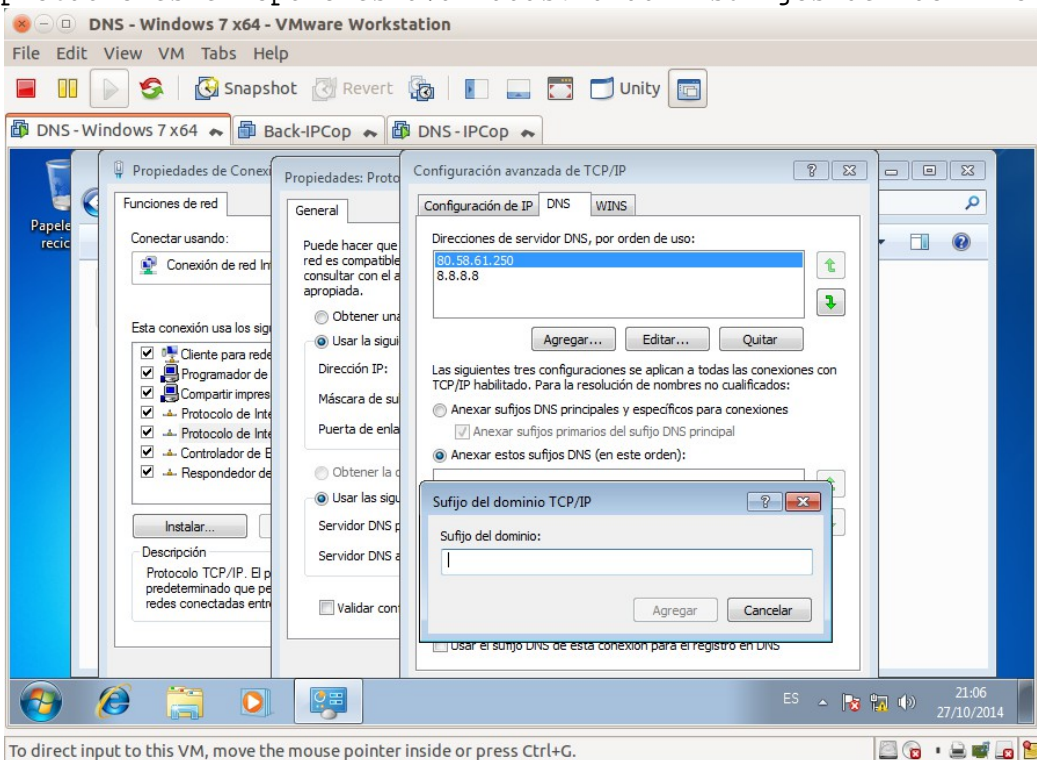 DNS - Windows 7 x64 - VMware Workstation
File Edit View VM Tabs Help
Snapshot Revert Unity
DNS - Windows 7 x64 Back-IPCop DNS - IPCop
Papele
recic
Propiedades de Conexi
Funciones de red
Conectar usando:
Conexión de red In
Esta conexión usa los sigu
Cliente para rede
Programador de
Compartir impres
Protocolo de Inte
Protocolo de Inte
Controlador de E
Respondedor de
Instalar...
Descripción
Protocolo TCP/IP. El p
predeterminado que pe
redes conectadas entre
Propiedades: Proto
General
Puede hacer que
red es compatible
consultar con el a
apropiada.
Obtener una
Usar la sigui
Dirección IP:
Máscara de su
Puerta de enla
Obtener la d
Usar las sigu
Servidor DNS p
Servidor DNS a
Validar conf
Configuración avanzada de TCP/IP
Configuración de IP DNS WINS
Direcciones de servidor DNS, por orden de uso:
80.58.61.250
8.8.8.8
Agregar... Editar... Quitar
Las siguientes tres configuraciones se aplican a todas las conexiones con
TCP/IP habilitado. Para la resolución de nombres no cualificados:
Anexar sufijos DNS principales y específicos para conexiones
Anexar sufijos primarios del sufijo DNS principal
Anexar estos sufijos DNS (en este orden):
Sufijo del dominio TCP/IP
Sufijo del dominio:
Agregar Cancelar
Usar el sufijo DNS de esta conexión para el registro en DNS
ES 21:06
27/10/2014
To direct input to this VM, move the mouse pointer inside or press Ctrl+G.